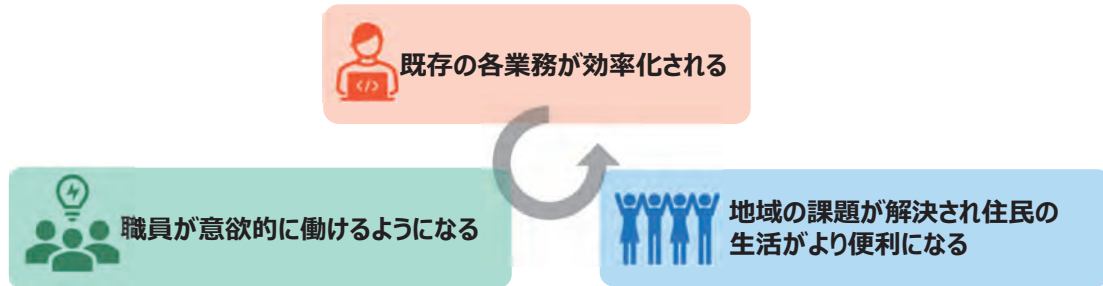 既存の各業務が効率化される
</>
職員が意欲的に働けるようになる
地域の課題が解決され住民の
生活がより便利になる